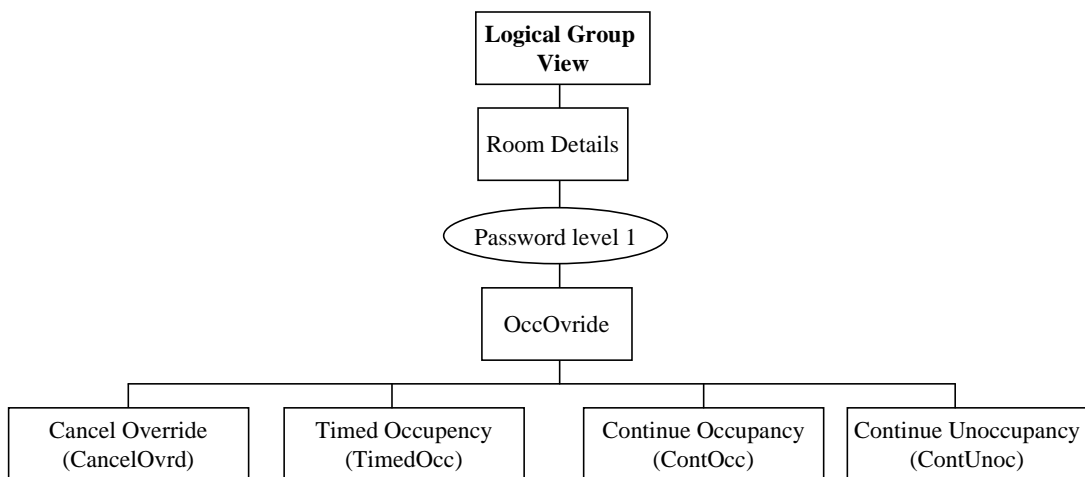 Logical Group
View
Room Details
Password level 1
OccOvride
Cancel Override
(CancelOvrd)
Timed Occupency
(TimedOcc)
Continue Occupancy
(ContOcc)
Continue Unoccupancy
(ContUnoc)